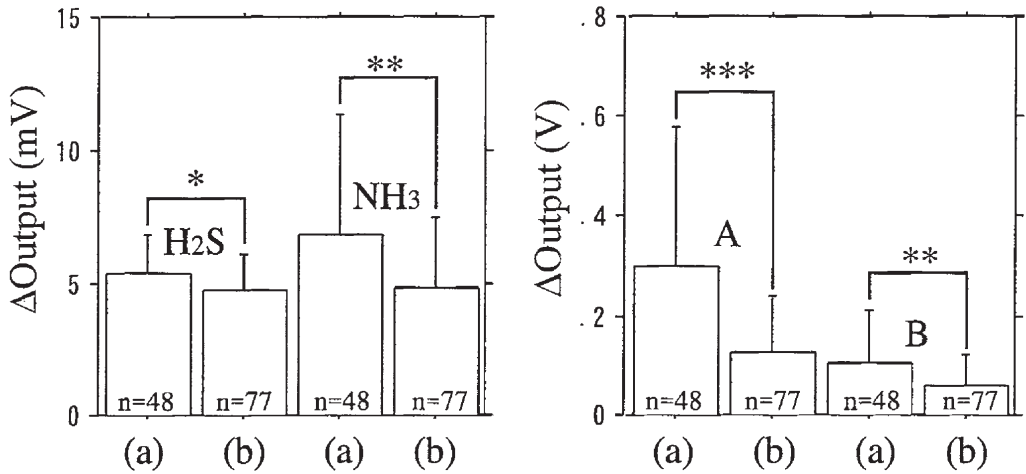 ΔOutput (mV)
15
10
5
0
*
**
H2S
NH3
n=48
n=77
n=48
n=77
(a)
(b)
(a)
(b)
ΔOutput (V)
.8
.6
.4
.2
0
***
**
A
B
n=48
n=77
n=48
n=77
(a)
(b)
(a)
(b)